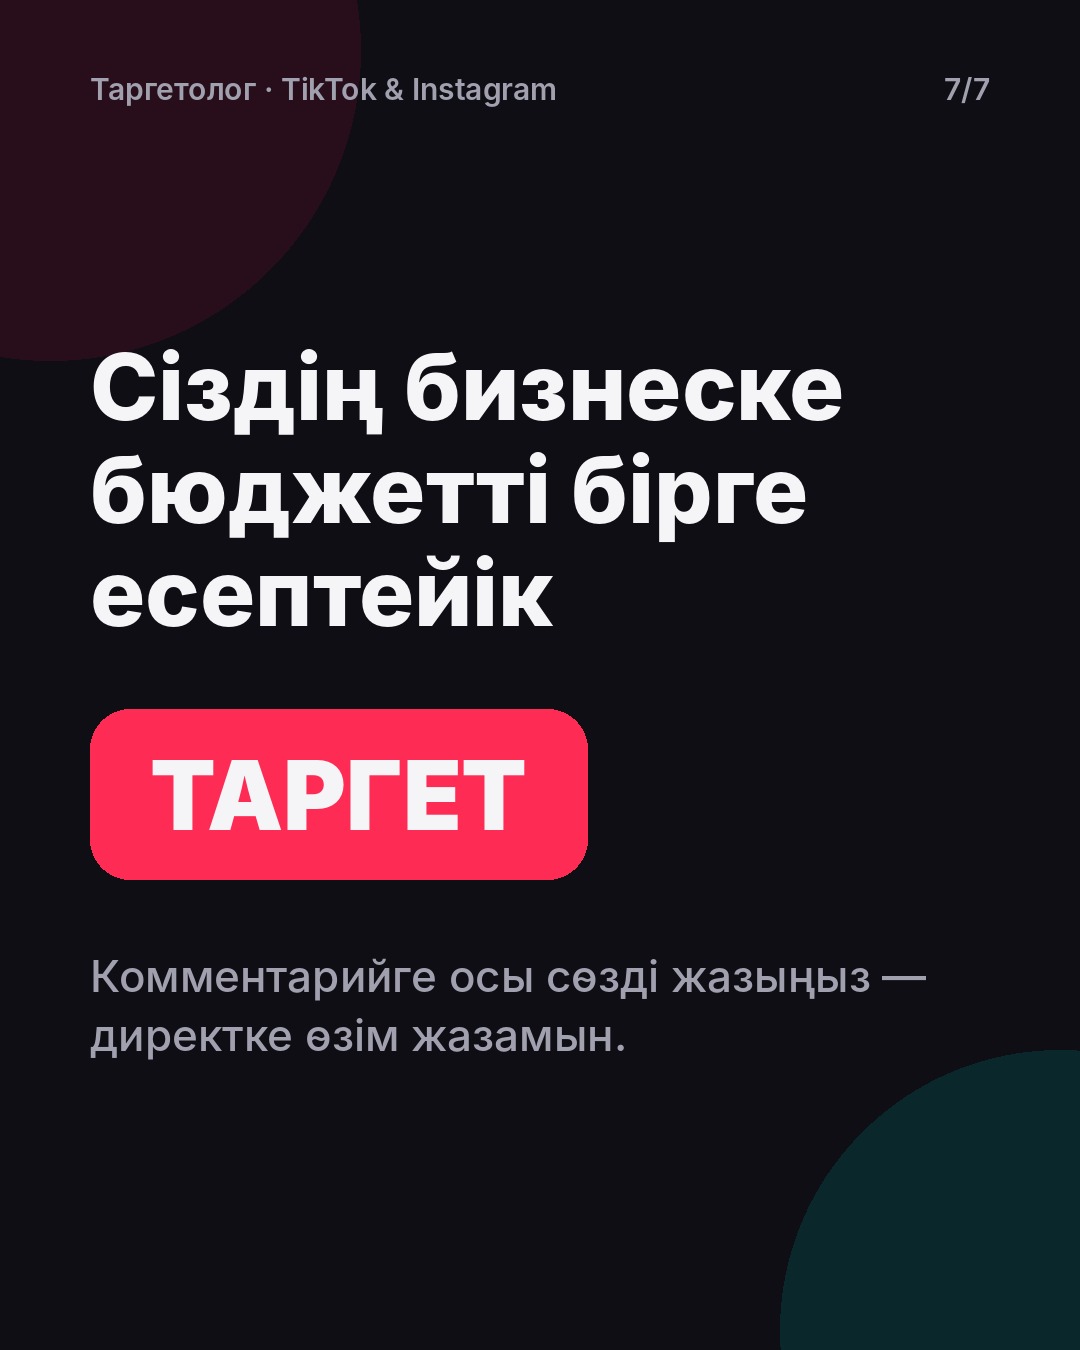 Таргетолог · TikTok & Instagram
7/7
Сіздің бизнеске
бюджетті бірге
есептейік
ТАРГЕТ
Комментарийге осы сөзді жазыңыз —
директке өзім жазамын.